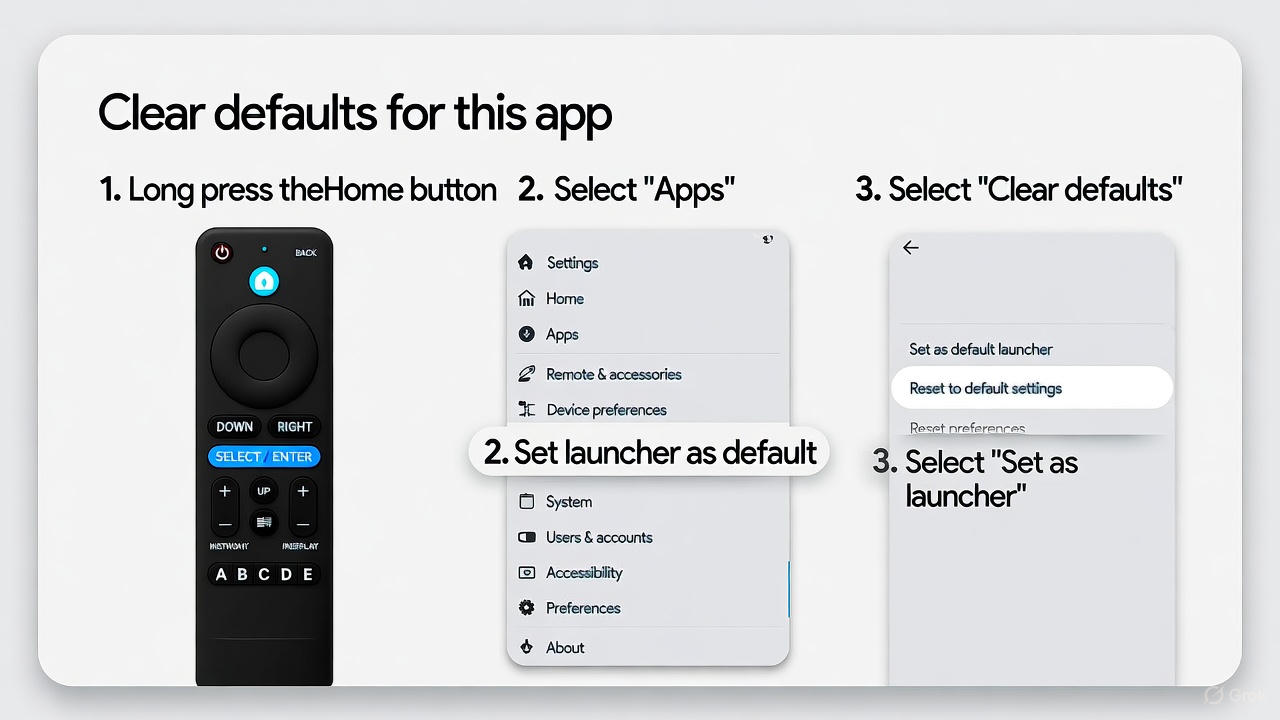 Clear defaults for this app
1. Long press theHome button
2. Select "Apps"
3. Select "Clear defaults"
BACK
DOWN
RIGHT
SELECT / ENTER
+
UP
+
−
−
A B C D E
Settings
Home
Apps
Remote & accessories
Device preferences
2. Set launcher as default
System
Users & accounts
Accessibility
Preferences
About
Set as default launcher
Reset to default settings
Reset preferences
3. Select "Set as
launcher"
Grok